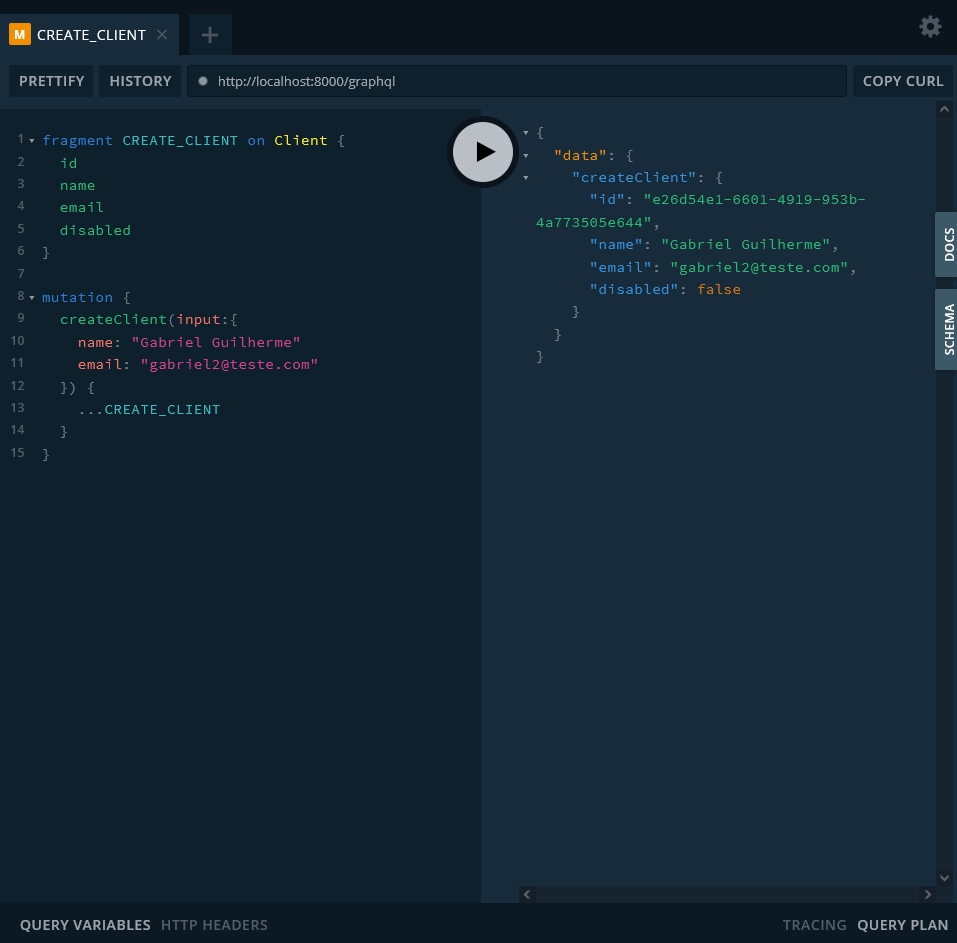 M CREATE_CLIENT
PRETTIFY HISTORY http://localhost:8000/graphql COPY CURL
1 fragment CREATE_CLIENT on Client {
2 id
3 name
4 email
5 disabled
6 }
7
8 mutation {
9 createClient(input:{
10 name: "Gabriel Guilherme"
11 email: "gabriel2@teste.com"
12 }) {
13 ...CREATE_CLIENT
14 }
15 }
{
"data": {
"createClient": {
"id": "e26d54e1-6601-4919-953b-
4a773505e644",
"name": "Gabriel Guilherme",
"email": "gabriel2@teste.com",
"disabled": false
}
}
}
DOCS
SCHEMA
QUERY VARIABLES HTTP HEADERS TRACING QUERY PLAN